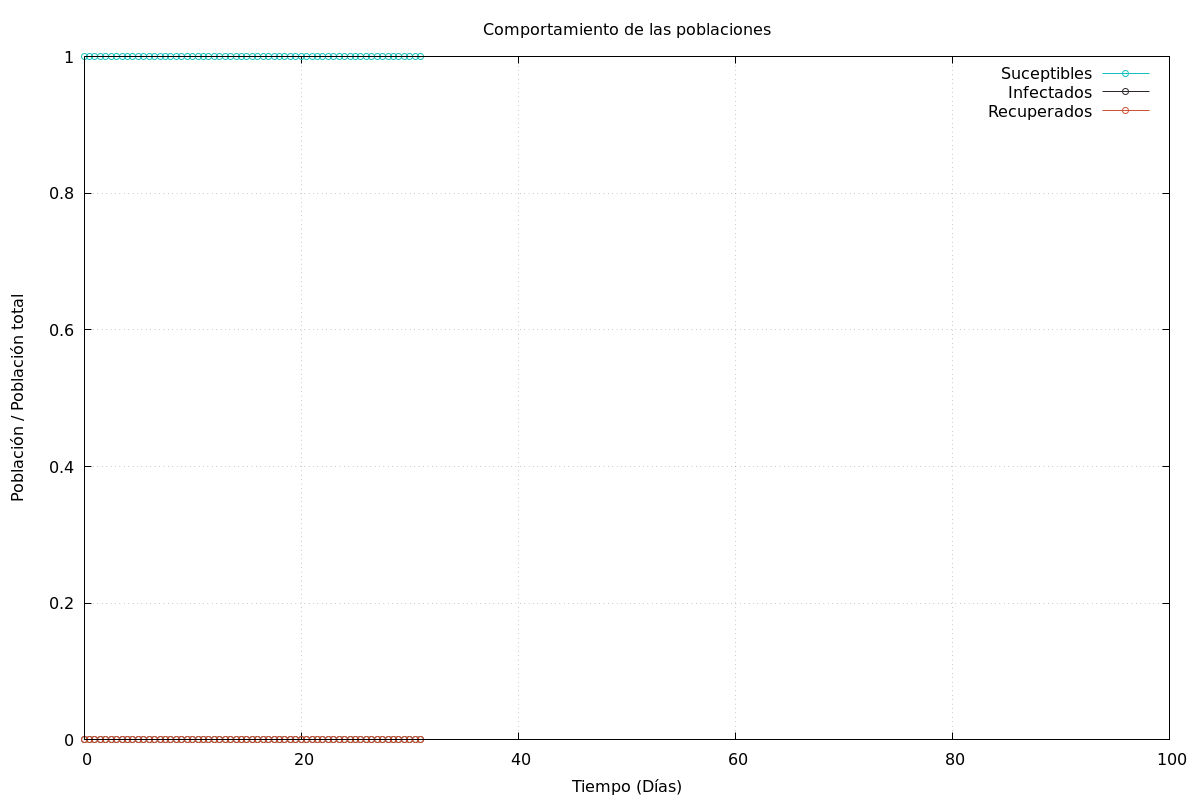 Comportamiento de las poblaciones
1
0.8
0.6
0.4
0.2
0
Población / Población total
Suceptibles
Infectados
Recuperados
0 20 40 60 80 100
Tiempo (Días)